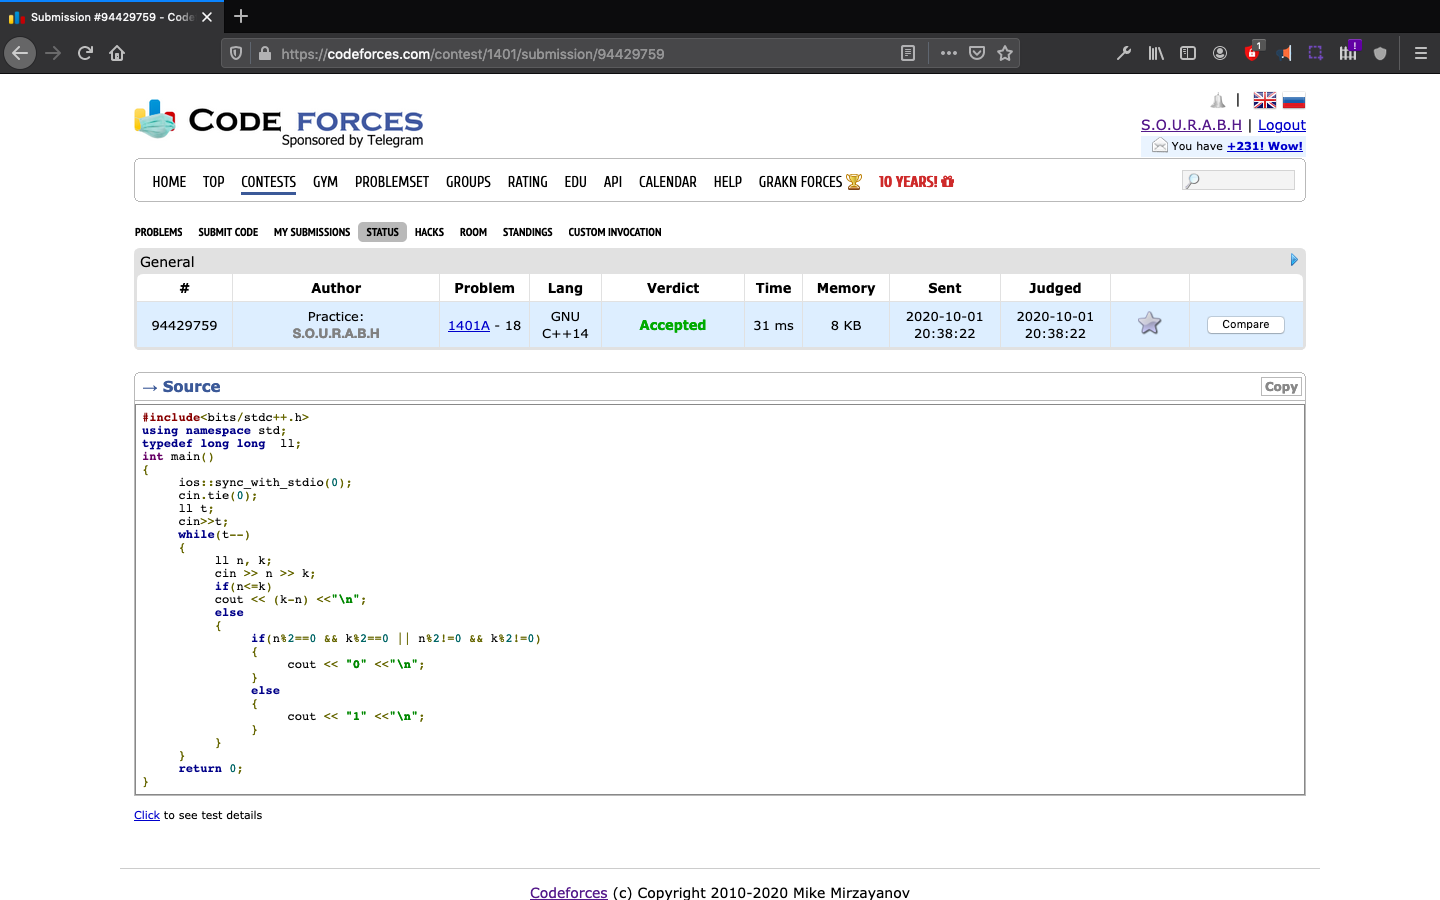 Submission #94429759 - Code
https://codeforces.com/contest/1401/submission/94429759
1
!
CODE FORCES
Sponsored by Telegram
|
S.O.U.R.A.B.H | Logout
You have +231! Wow!
HOME TOP CONTESTS GYM PROBLEMSET GROUPS RATING EDU API CALENDAR HELP GRAKN FORCES 10 YEARS!
PROBLEMS SUBMIT CODE MY SUBMISSIONS STATUS HACKS ROOM STANDINGS CUSTOM INVOCATION
General
# Author Problem Lang Verdict Time Memory Sent Judged
94429759 Practice: S.O.U.R.A.B.H 1401A - 18 GNU C++14 Accepted 31 ms 8 KB 2020-10-01 20:38:22 2020-10-01 20:38:22 Compare
→ Source Copy
#include<bits/stdc++.h>
using namespace std;
typedef long long  ll;
int main()
{
     ios::sync_with_stdio(0);
     cin.tie(0);
     ll t;
     cin>>t;
     while(t--)
     {
          ll n, k;
          cin >> n >> k;
          if(n<=k)
          cout << (k-n) <<"\n";
          else
          {
               if(n%2==0 && k%2==0 || n%2!=0 && k%2!=0)
               {
                    cout << "0" <<"\n";
               }
               else
               {
                    cout << "1" <<"\n";
               }
          }
     }
     return 0;
}
Click to see test details
Codeforces (c) Copyright 2010-2020 Mike Mirzayanov